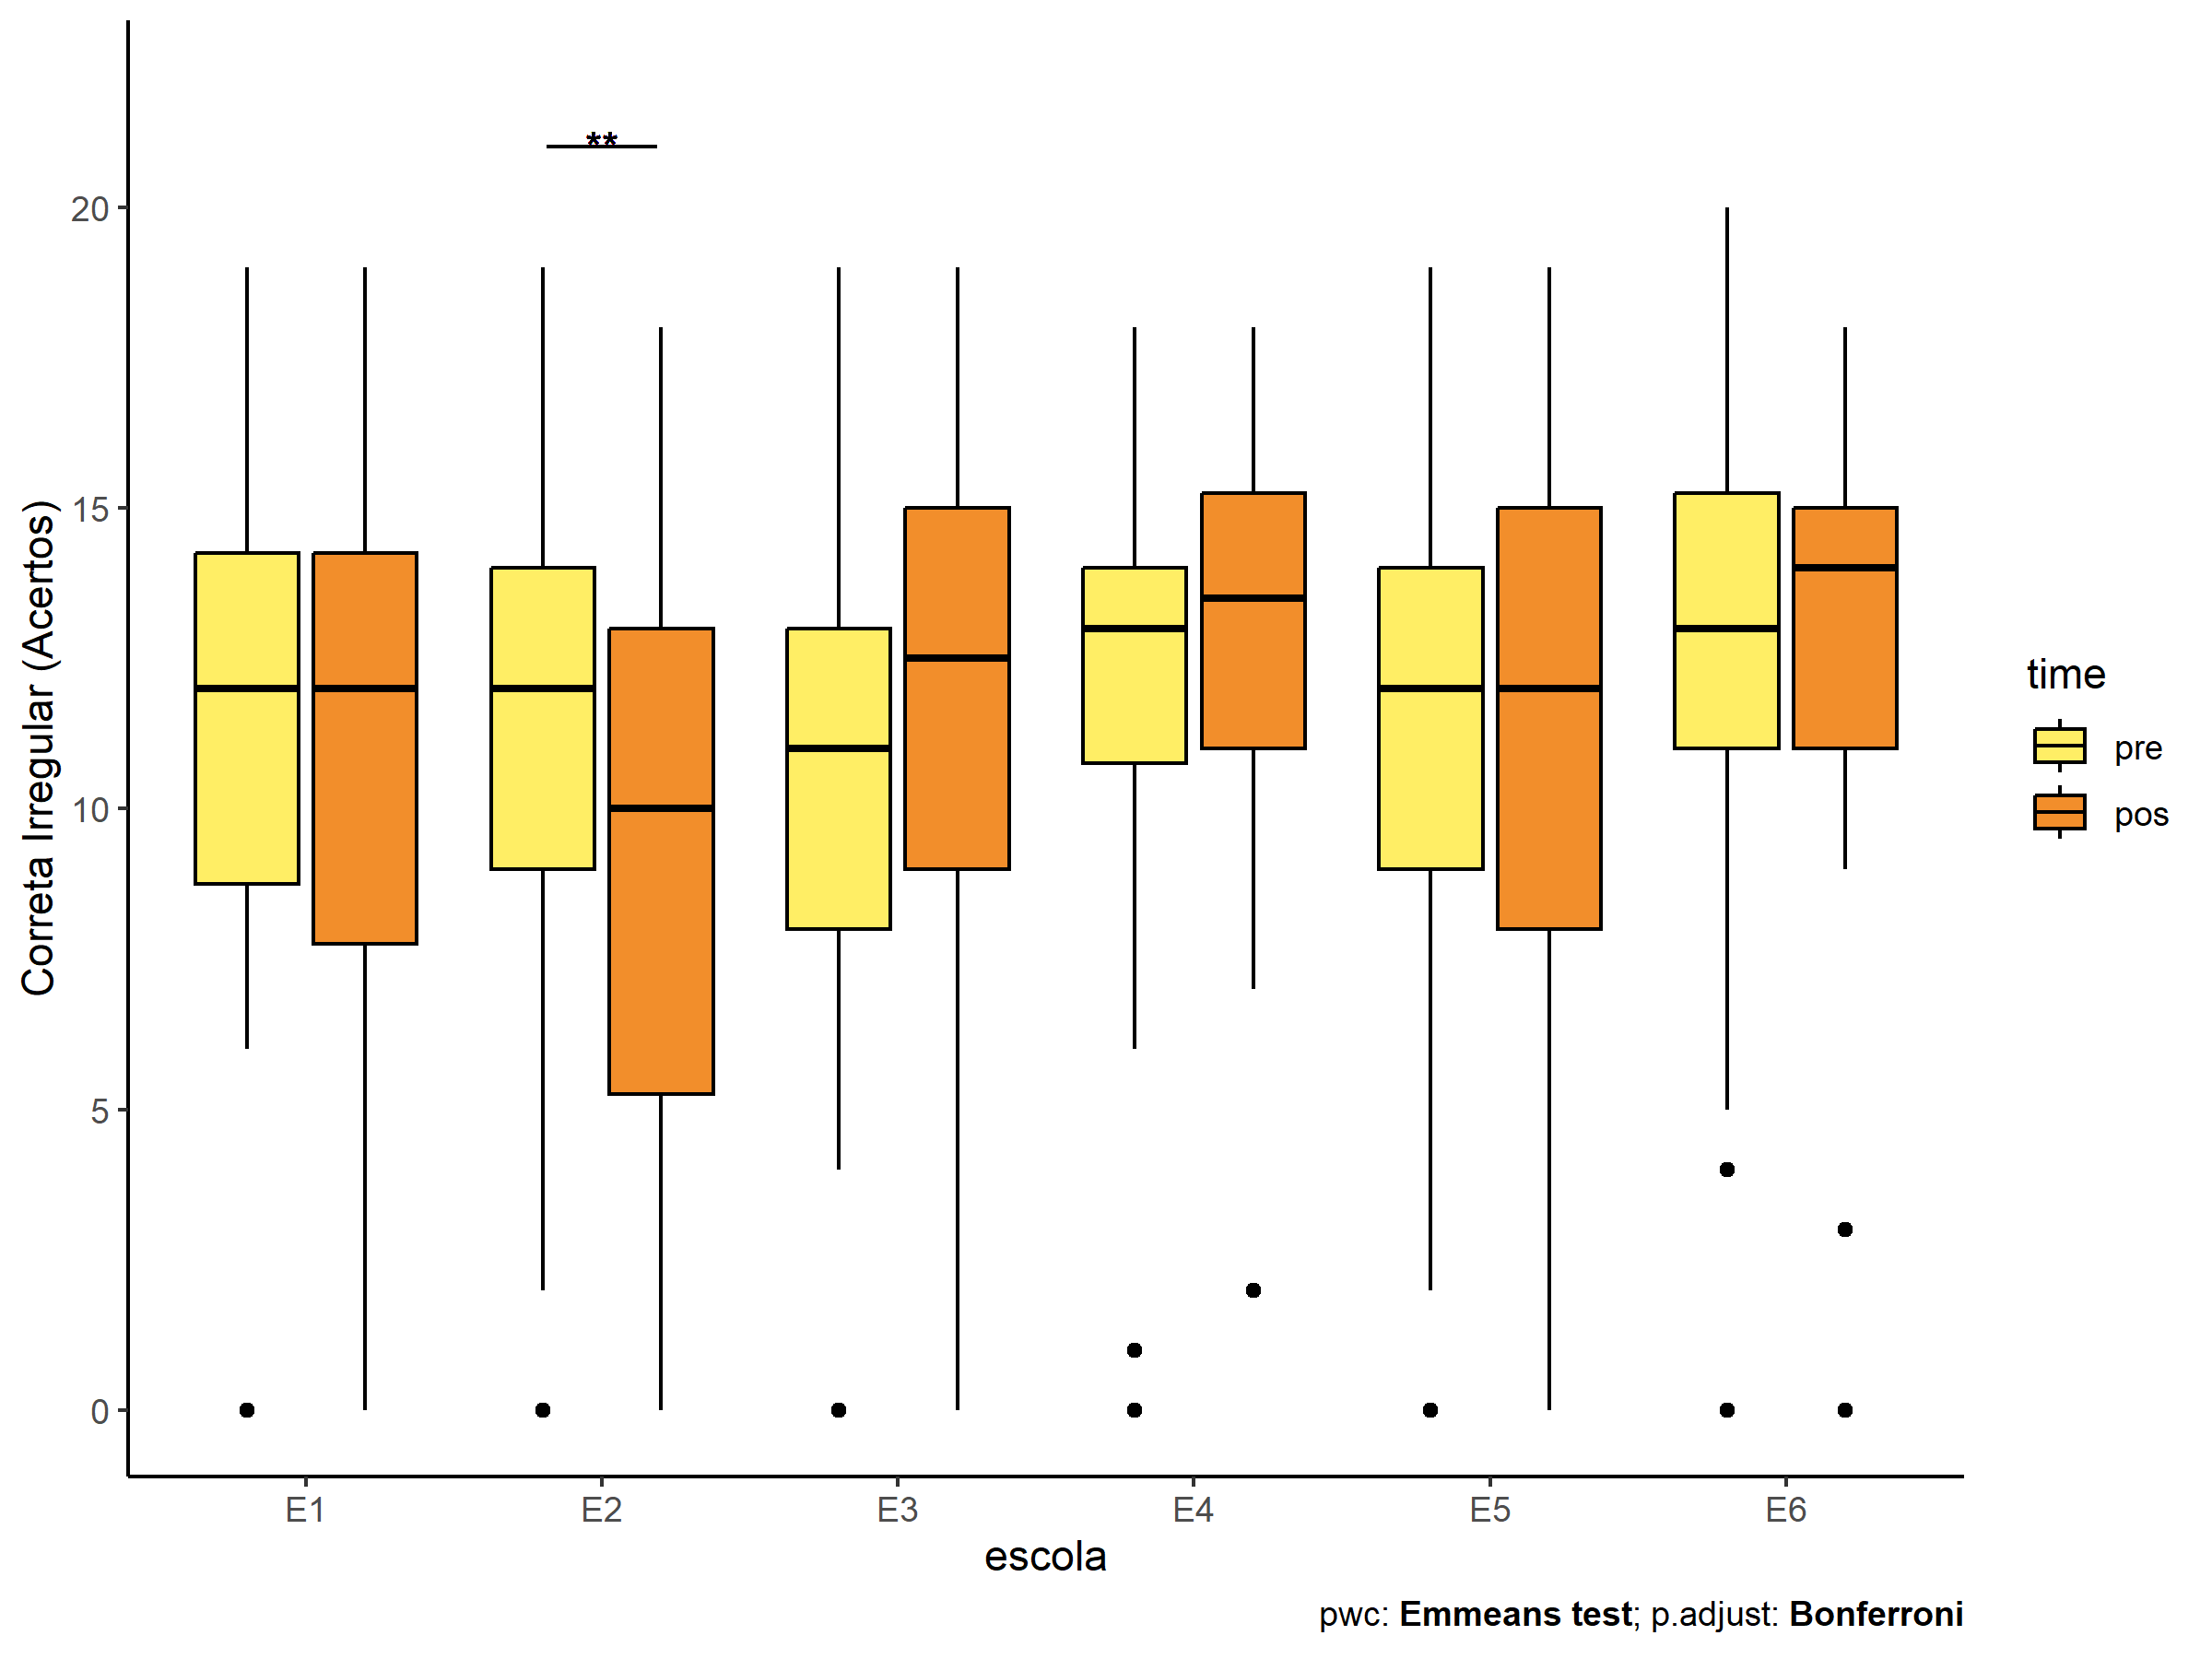 **
20
15
10
5
0
Correta Irregular (Acertos)
time
pre
pos
E1 E2 E3 E4 E5 E6
escola
pwc: Emmeans test; p.adjust: Bonferroni